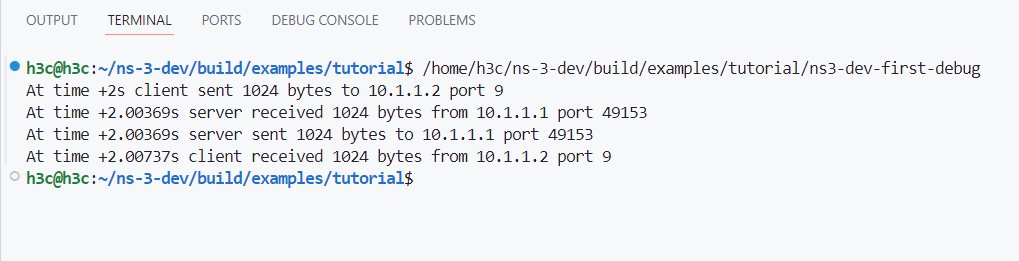 OUTPUT TERMINAL PORTS DEBUG CONSOLE PROBLEMS
h3c@h3c:~/ns-3-dev/build/examples/tutorial$ /home/h3c/ns-3-dev/build/examples/tutorial/ns3-dev-first-debug
At time +2s client sent 1024 bytes to 10.1.1.2 port 9
At time +2.00369s server received 1024 bytes from 10.1.1.1 port 49153
At time +2.00369s server sent 1024 bytes to 10.1.1.1 port 49153
At time +2.00737s client received 1024 bytes from 10.1.1.2 port 9
h3c@h3c:~/ns-3-dev/build/examples/tutorial$